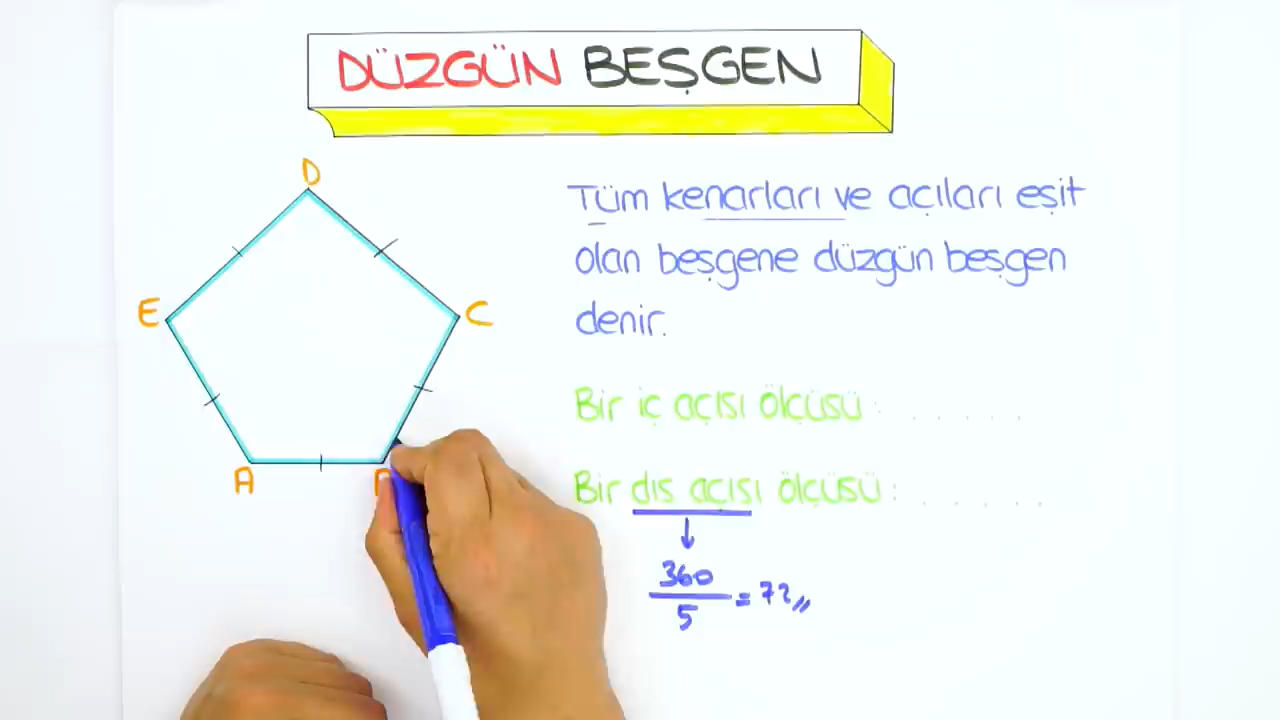 DÜZGÜN BEŞGEN
D
Tüm kenarları ve açıları eşit
olan beşgene düzgün beşgen
denir.
E
C
Bir iç açısı ölçüsü : . . . . .
A
Bir dış açısı ölçüsü : . . . . .
360
5
= 72,,